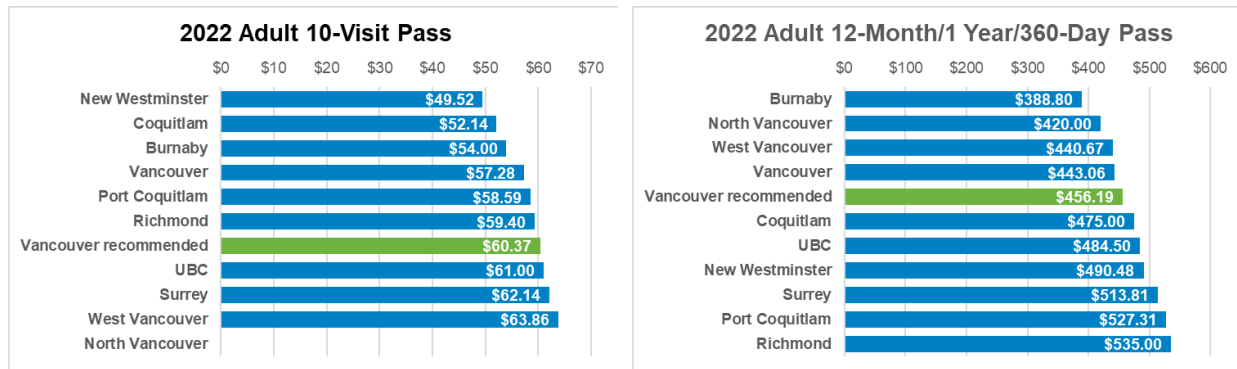 2022 Adult 10-Visit Pass
$0 $10 $20 $30 $40 $50 $60 $70
New Westminster $49.52
Coquitlam $52.14
Burnaby $54.00
Vancouver $57.28
Port Coquitlam $58.59
Richmond $59.40
Vancouver recommended $60.37
UBC $61.00
Surrey $62.14
West Vancouver $63.86
North Vancouver
2022 Adult 12-Month/1 Year/360-Day Pass
$0 $100 $200 $300 $400 $500 $600
Burnaby $388.80
North Vancouver $420.00
West Vancouver $440.67
Vancouver $443.06
Vancouver recommended $456.19
Coquitlam $475.00
UBC $484.50
New Westminster $490.48
Surrey $513.81
Port Coquitlam $527.31
Richmond $535.00